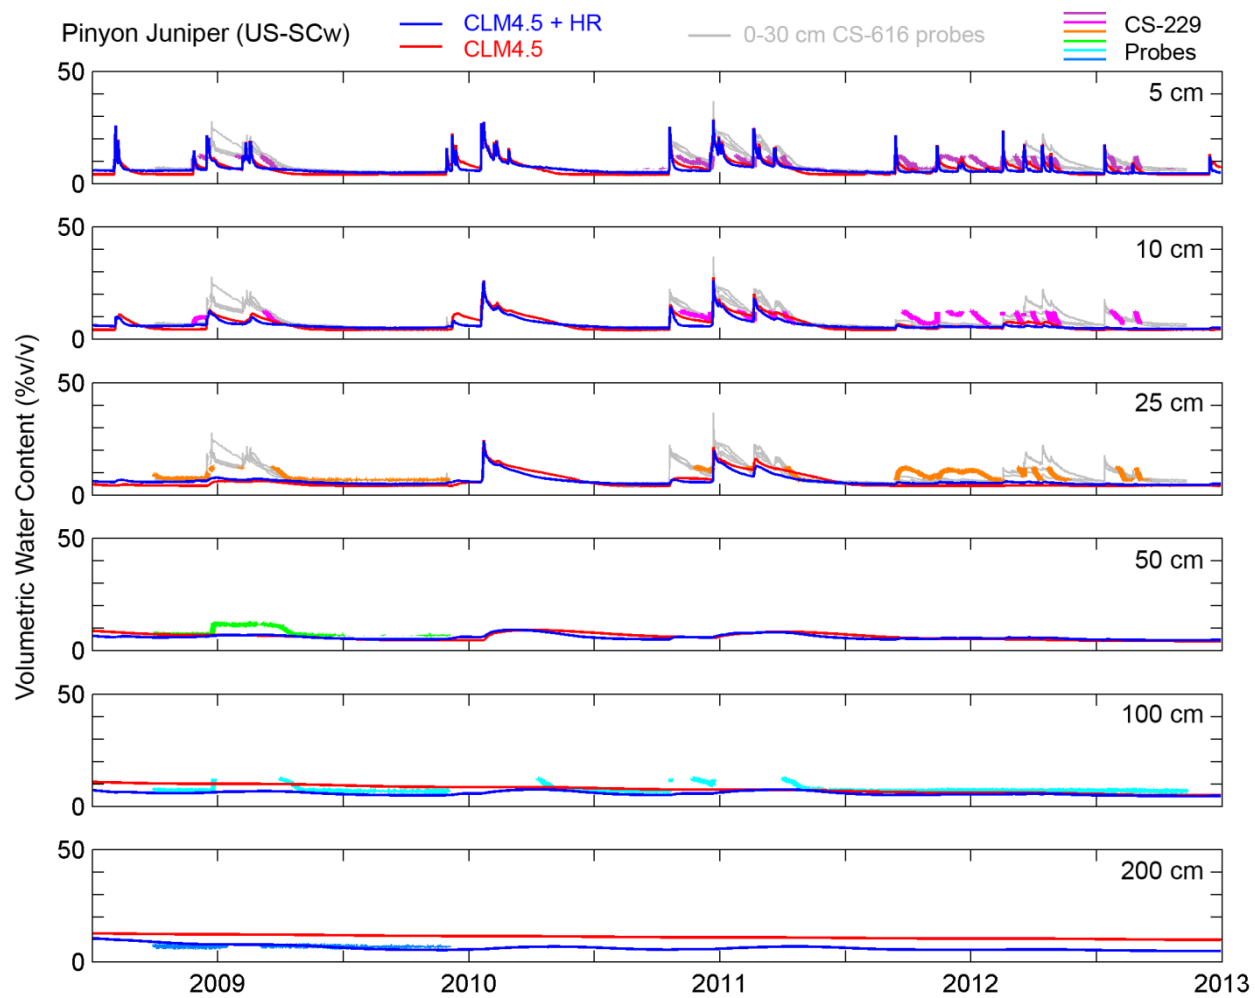 Pinyon Juniper (US-SCw)
CLM4.5 + HR
CLM4.5
0-30 cm CS-616 probes
CS-229
Probes
Volumetric Water Content (%v/v)
50
0
5 cm
50
0
10 cm
50
0
25 cm
50
0
50 cm
50
0
100 cm
50
0
200 cm
2009 2010 2011 2012 2013